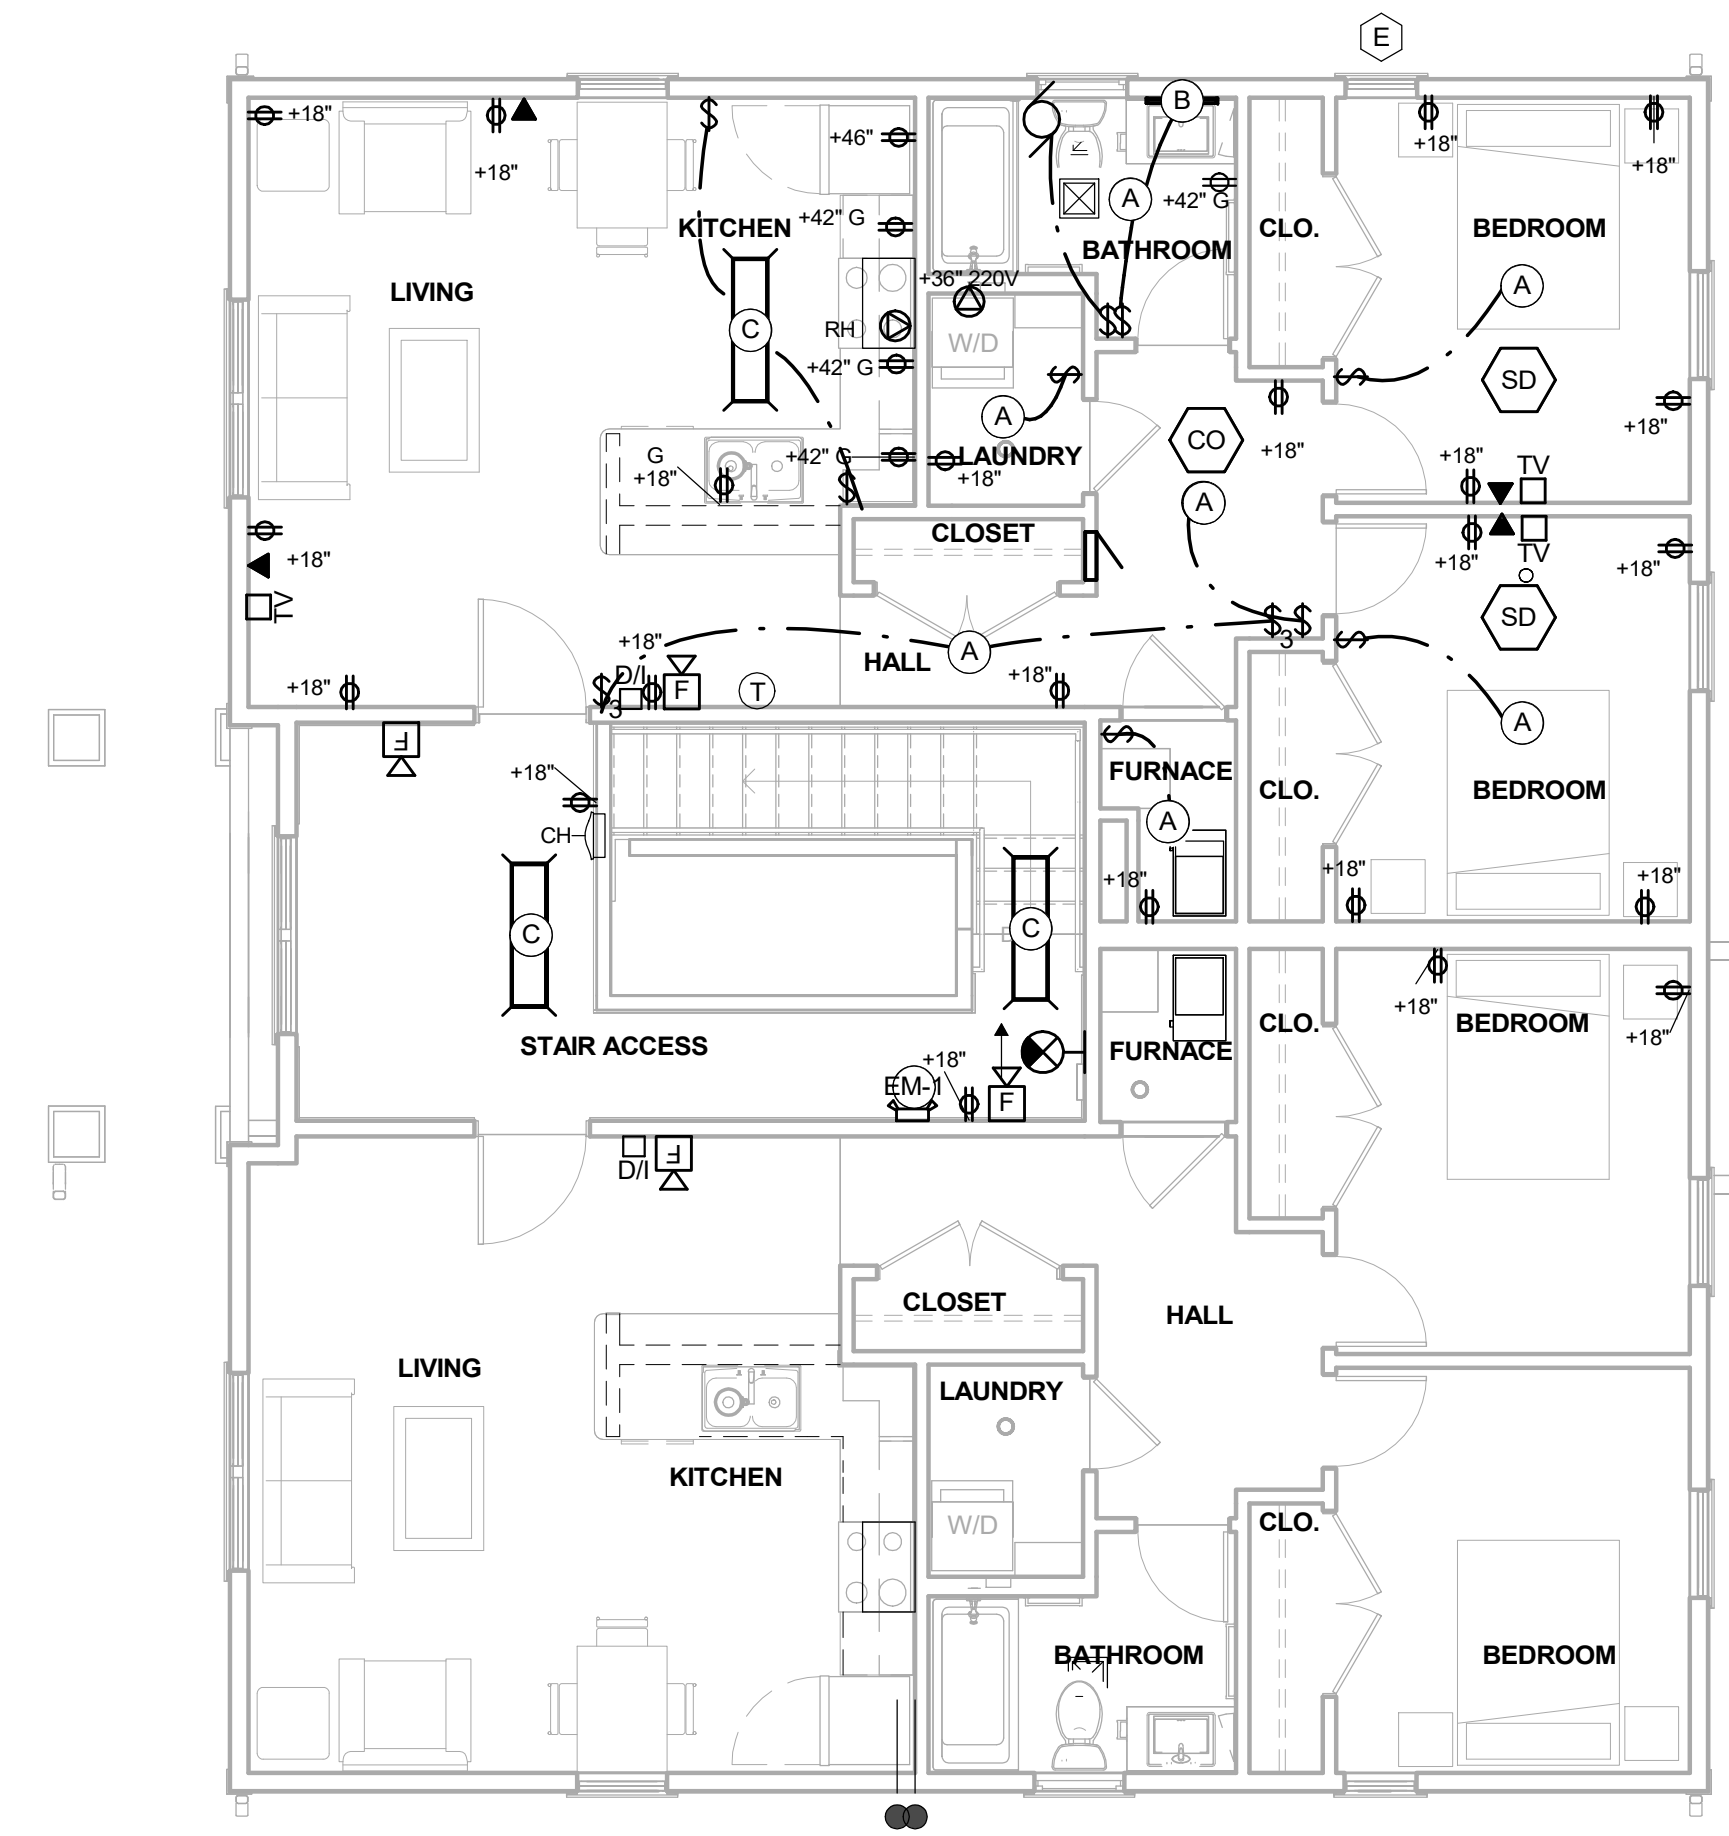 E
+18"
+18"
+46"
B
+18"
+18"
A
+42" G
+42" G
KITCHEN
BATHROOM
CLO.
BEDROOM
LIVING
+36" 220V
A
C
RH
W/D
+42" G
SD
A
CO
+18"
+18"
G
+18"
+42" G
LAUNDRY
+18"
+18"
TV
A
CLOSET
+18"
TV
+18"
+18"
TV
SD
$
$
$
3
$
+18"
HALL
A
D/I
F
T
+18"
+18"
$
3
A
F
+18"
FURNACE
CLO.
BEDROOM
CH
A
+18"
+18"
+18"
C
C
+18"
CLO.
BEDROOM
+18"
STAIR ACCESS
FURNACE
+18"
EM-1
F
D/I
F
CLOSET
HALL
LIVING
LAUNDRY
KITCHEN
W/D
CLO.
BATHROOM
BEDROOM